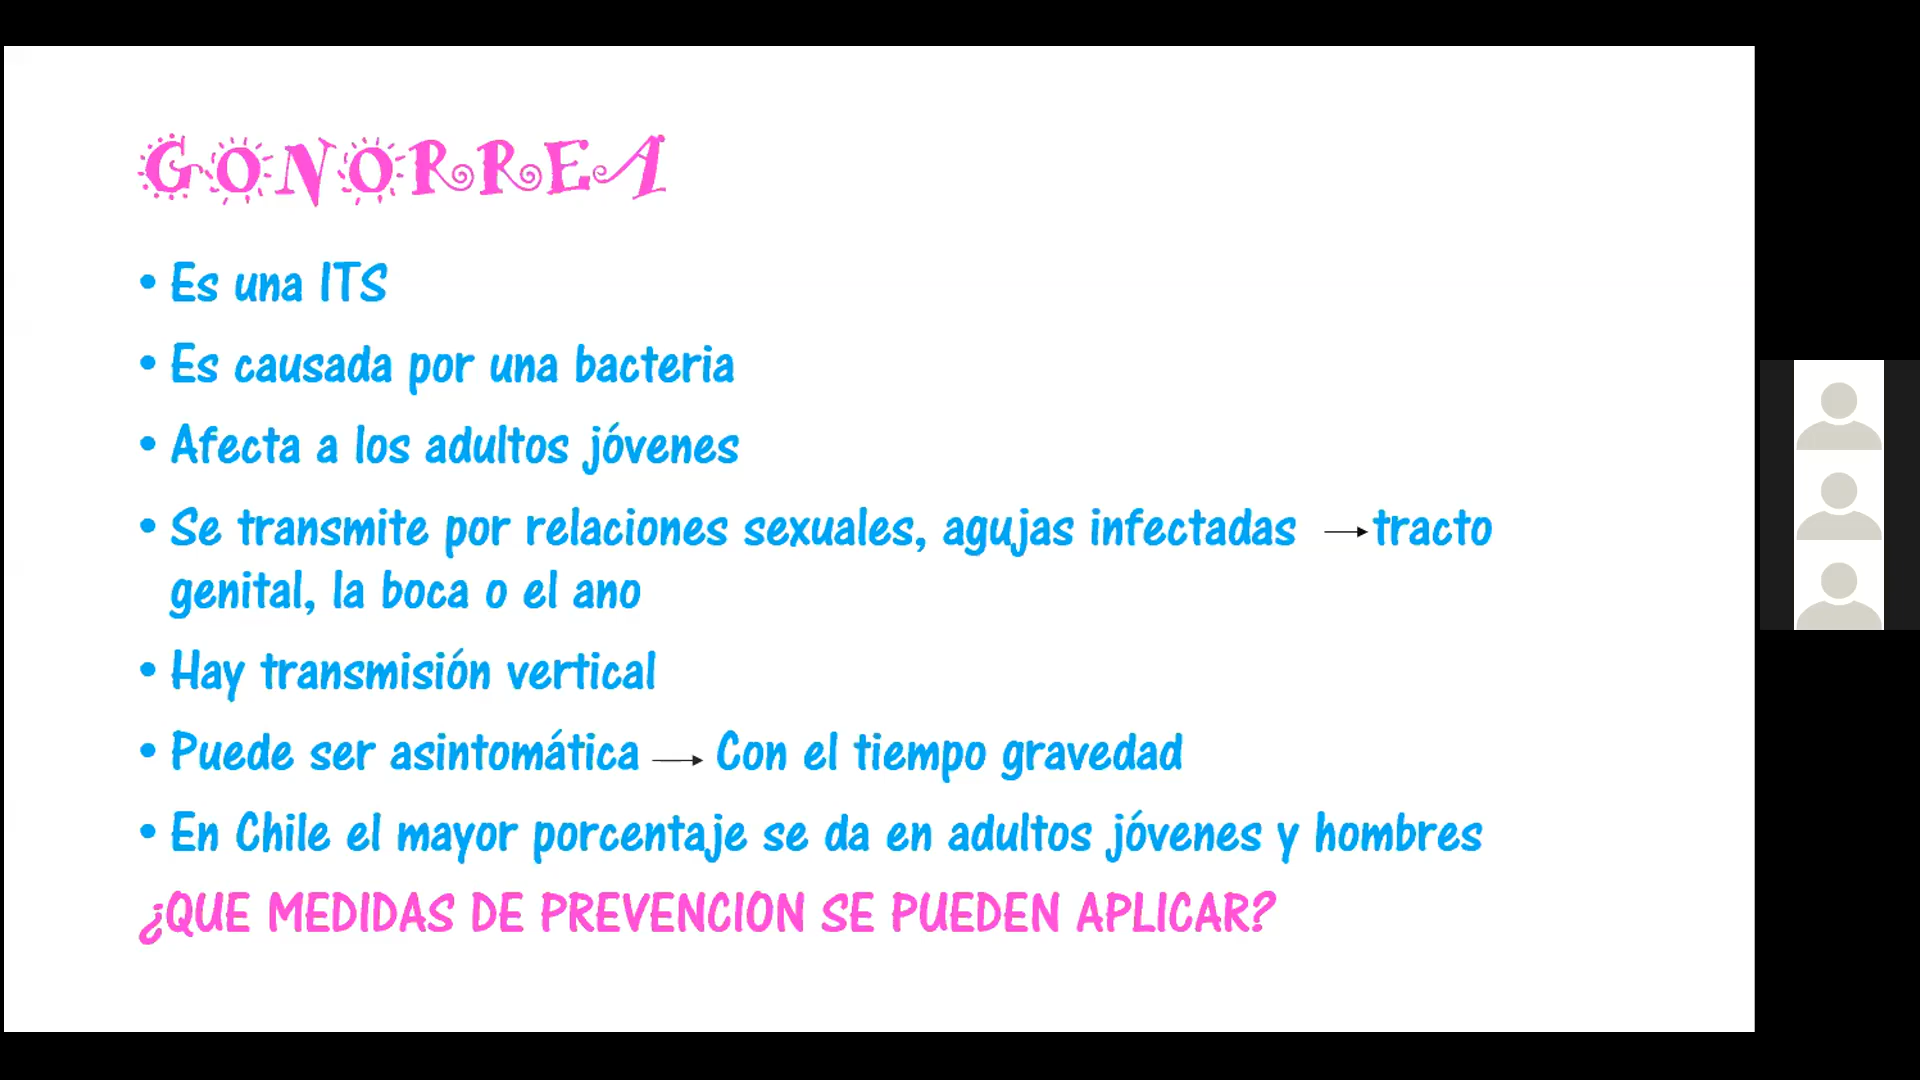 GONORREA
• Es una ITS
• Es causada por una bacteria
• Afecta a los adultos jóvenes
• Se transmite por relaciones sexuales, agujas infectadas → tracto
genital, la boca o el ano
• Hay transmisión vertical
• Puede ser asintomática → Con el tiempo gravedad
• En Chile el mayor porcentaje se da en adultos jóvenes y hombres
¿QUE MEDIDAS DE PREVENCION SE PUEDEN APLICAR?